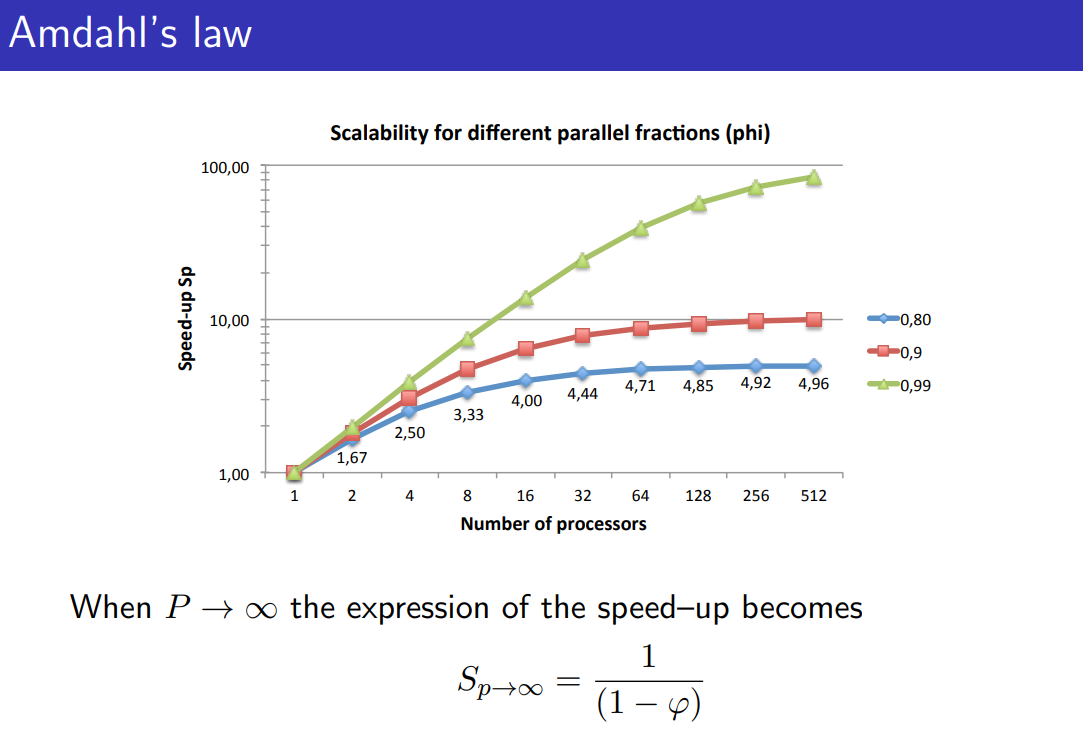 Amdahl's law
Scalability for different parallel fractions (phi)
100,00
10,00
1,00
Speed-up Sp
1,67
2,50
3,33
4,00
4,44
4,71
4,85
4,92
4,96
1 2 4 8 16 32 64 128 256 512
Number of processors
0,80
0,9
0,99
When P → ∞ the expression of the speed–up becomes
S_{p→∞} = \frac{1}{(1 − φ)}